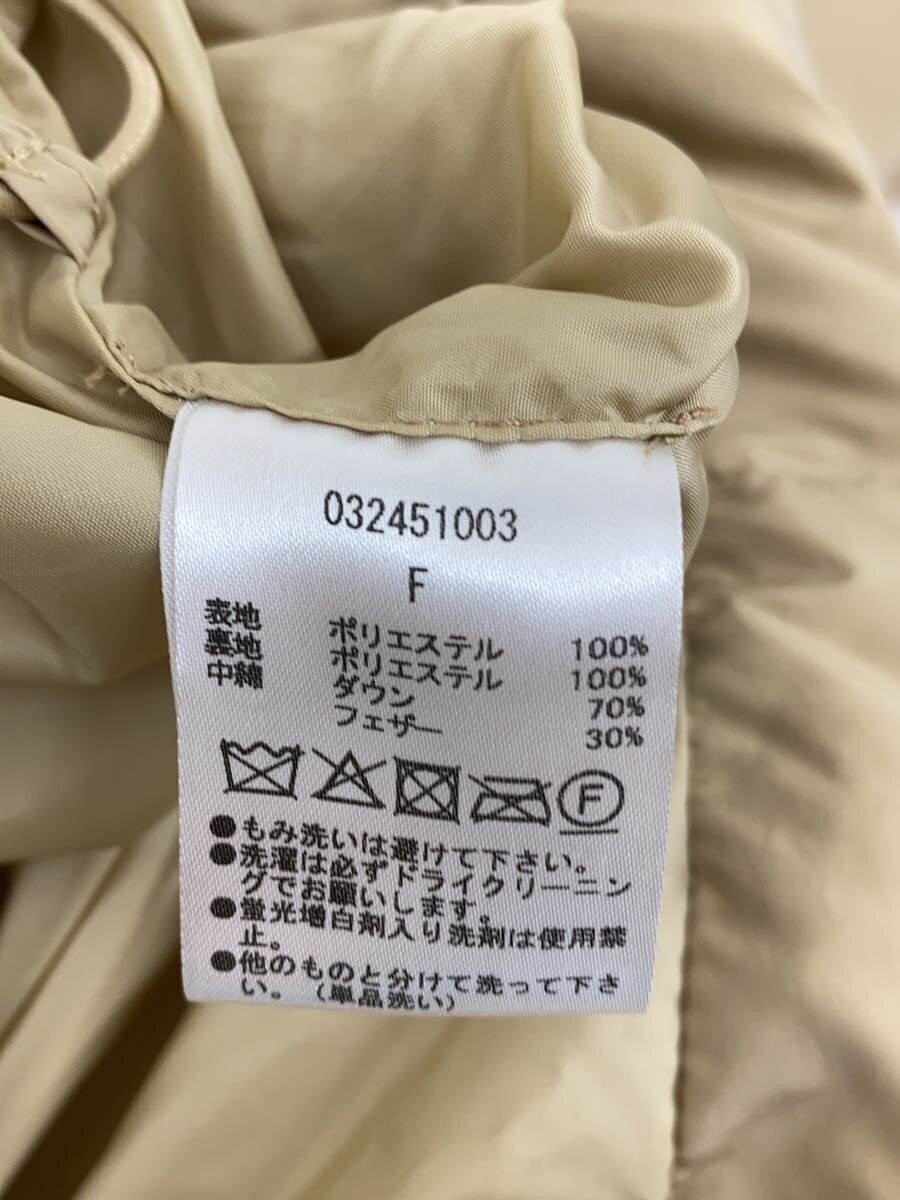 032451003
F
表地 ポリエステル 100%
裏地 ポリエステル 100%
中綿 ダウン 70%
フェザー 30%
F
●もみ洗いは避けて下さい。
●洗濯は必ずドライクリーニン
グでお願いします。
●蛍光増白剤入り洗剤は使用禁
止。
●他のものと分けて洗って下さ
い。(単品洗い)